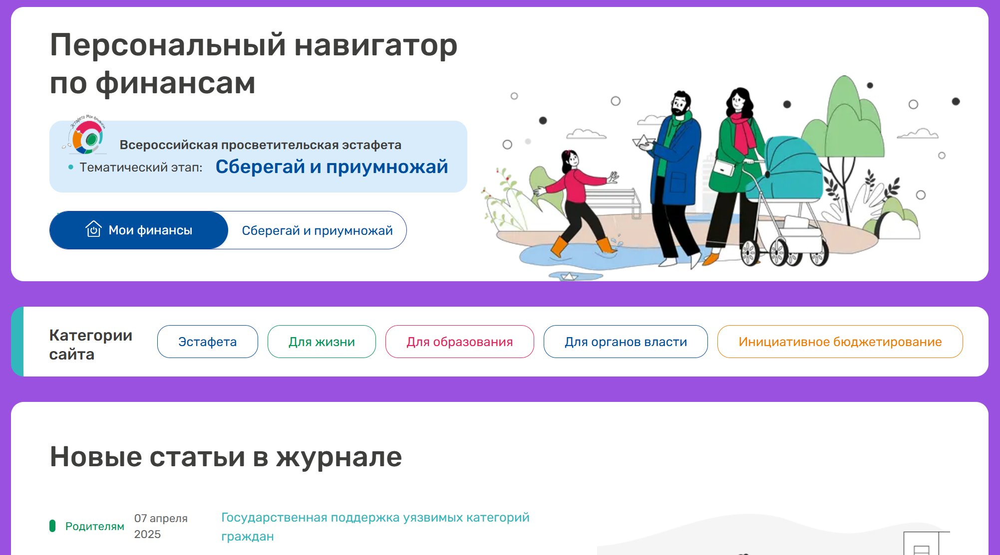 Персональный навигатор
по финансам
Эстафета Мои финансы
Всероссийская просветительская эстафета
Тематический этап: Сберегай и приумножай
Мои финансы
Сберегай и приумножай
Категории
сайта
Эстафета
Для жизни
Для образования
Для органов власти
Инициативное бюджетирование
Новые статьи в журнале
Родителям
07 апреля
2025
Государственная поддержка уязвимых категорий
граждан